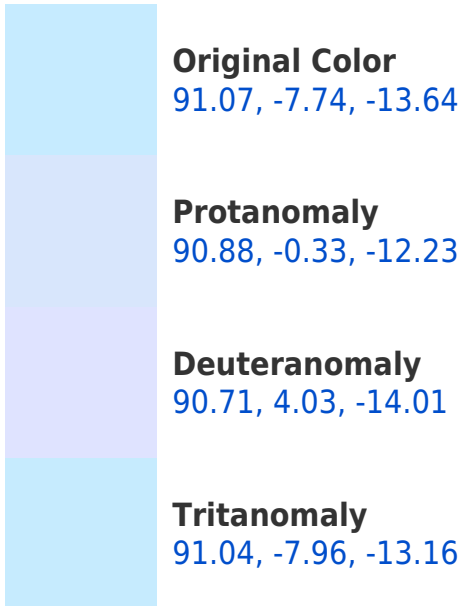 Original Color
91.07, -7.74, -13.64
Protanomaly
90.88, -0.33, -12.23
Deuteranomaly
90.71, 4.03, -14.01
Tritanomaly
91.04, -7.96, -13.16